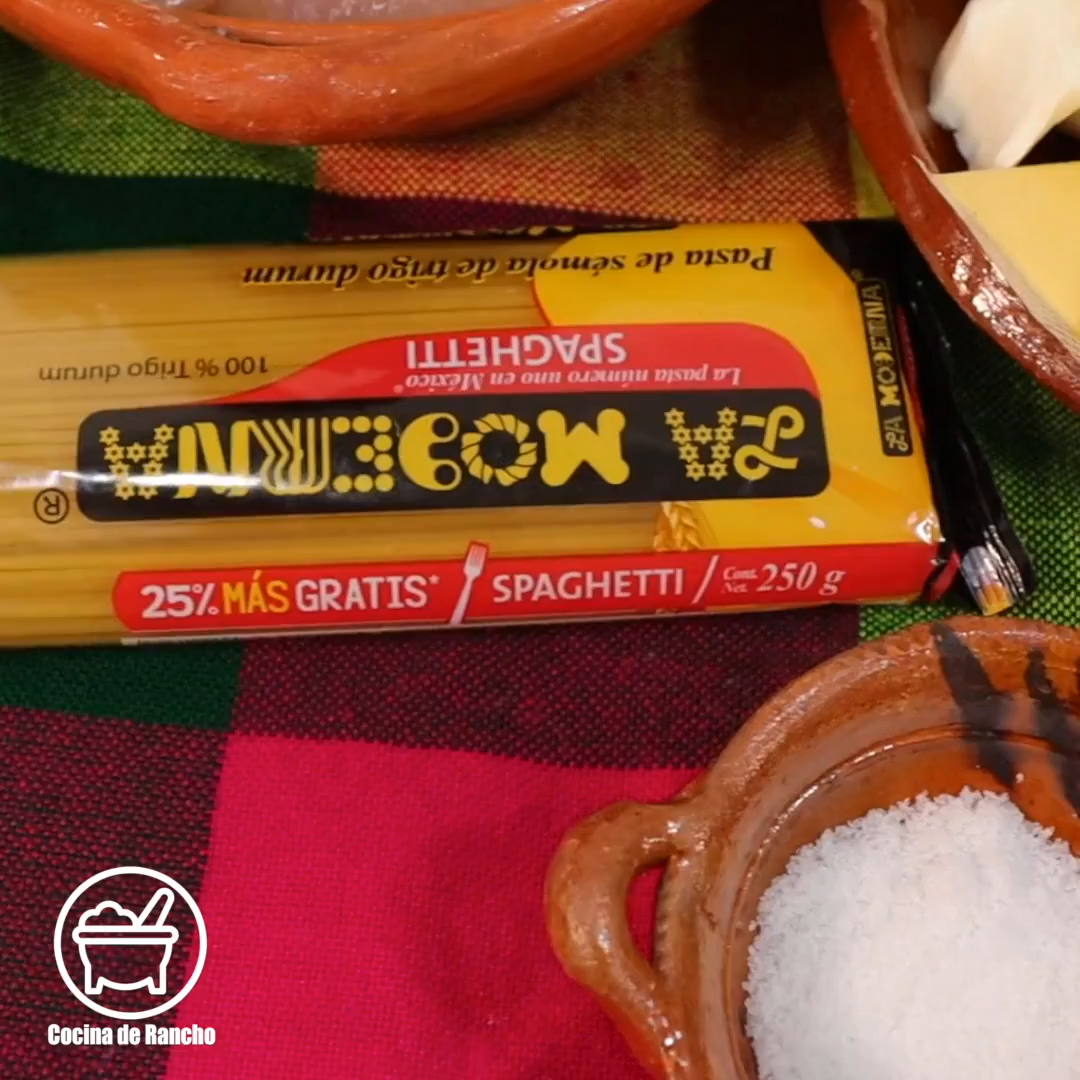 Pasta de sémola de trigo durum
SPAGHETTI
La pasta número uno en México®
100 % Trigo durum
LA MODERNA
®
LA MODERNA®
25% MÁS GRATIS* SPAGHETTI / Cont. Net. 250 g
Cocina de Rancho